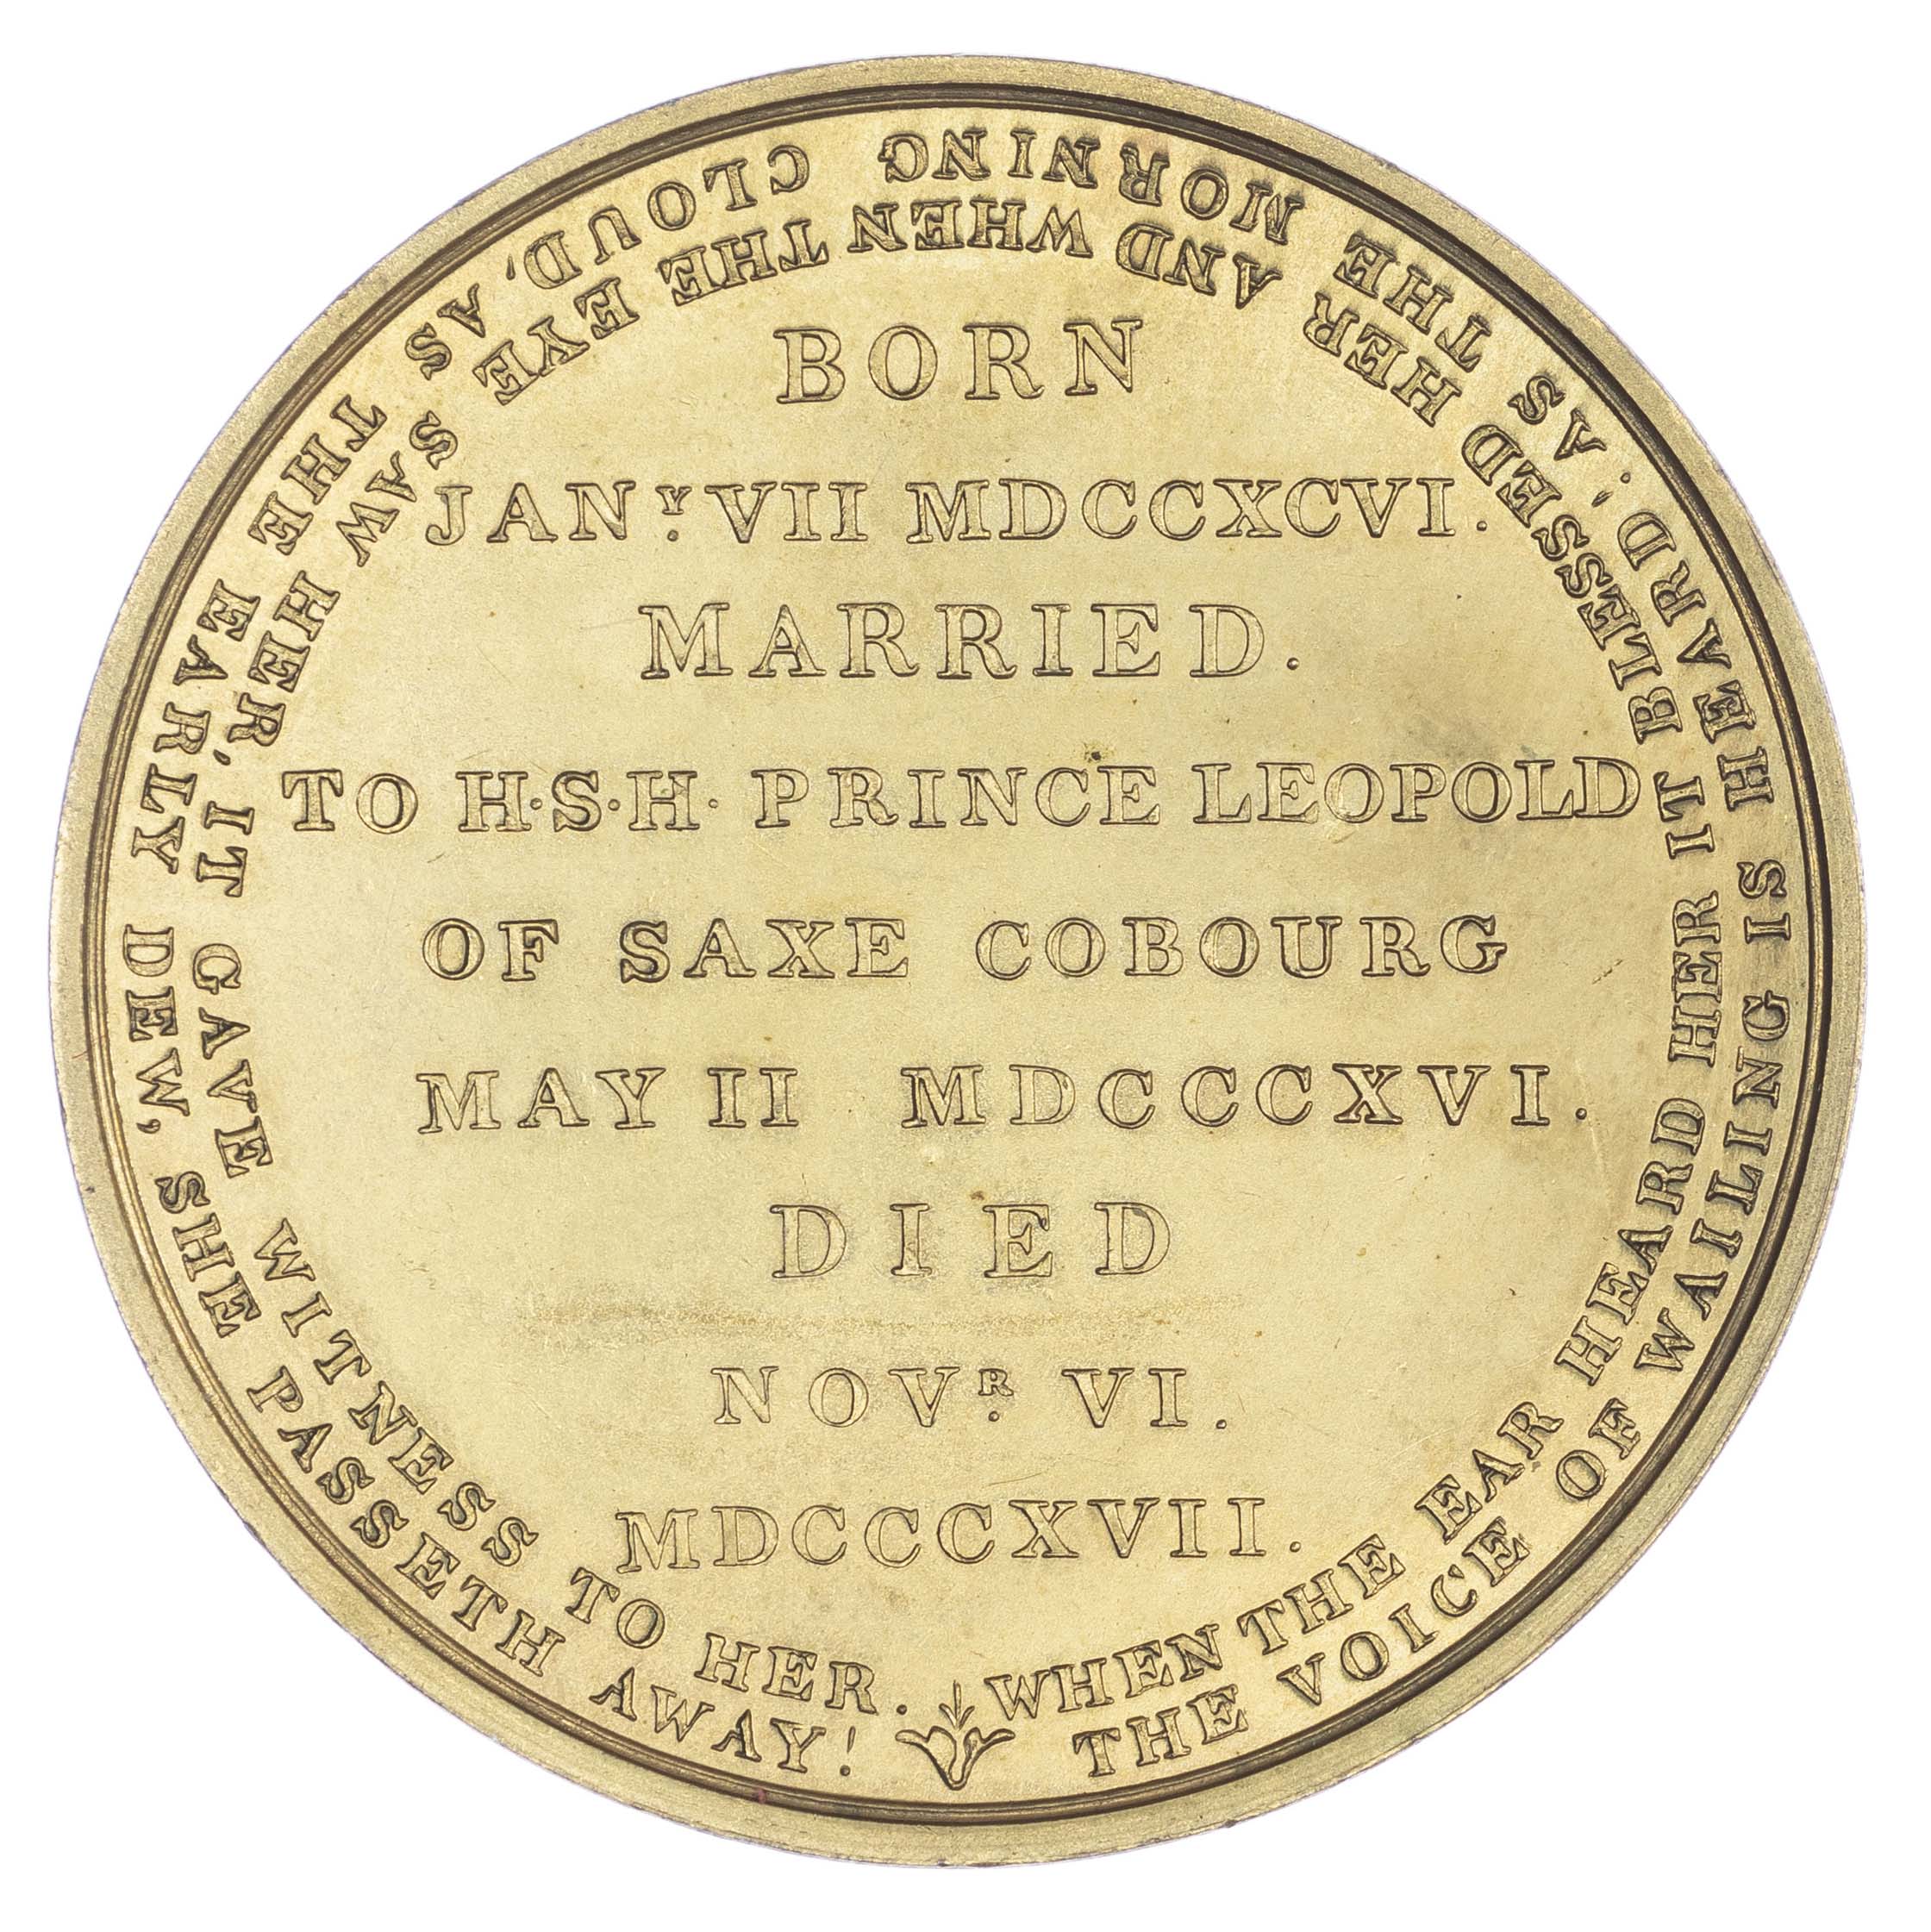 BORN
JANY. VII MDCCXCVI.
MARRIED.
TO H·S·H· PRINCE LEOPOLD
OF SAXE COBOURG
MAY II MDCCCXVI.
DIED
NOVR. VI.
MDCCCXVII.
WHEN THE EAR HEARD HER IT BLESSED HER AND WHEN THE EYE SAW HER, IT GAVE WITNESS TO HER.
THE VOICE OF WAILING IS HEARD! AS THE MORNING CLOUD, AS THE EARLY DEW, SHE PASSETH AWAY!